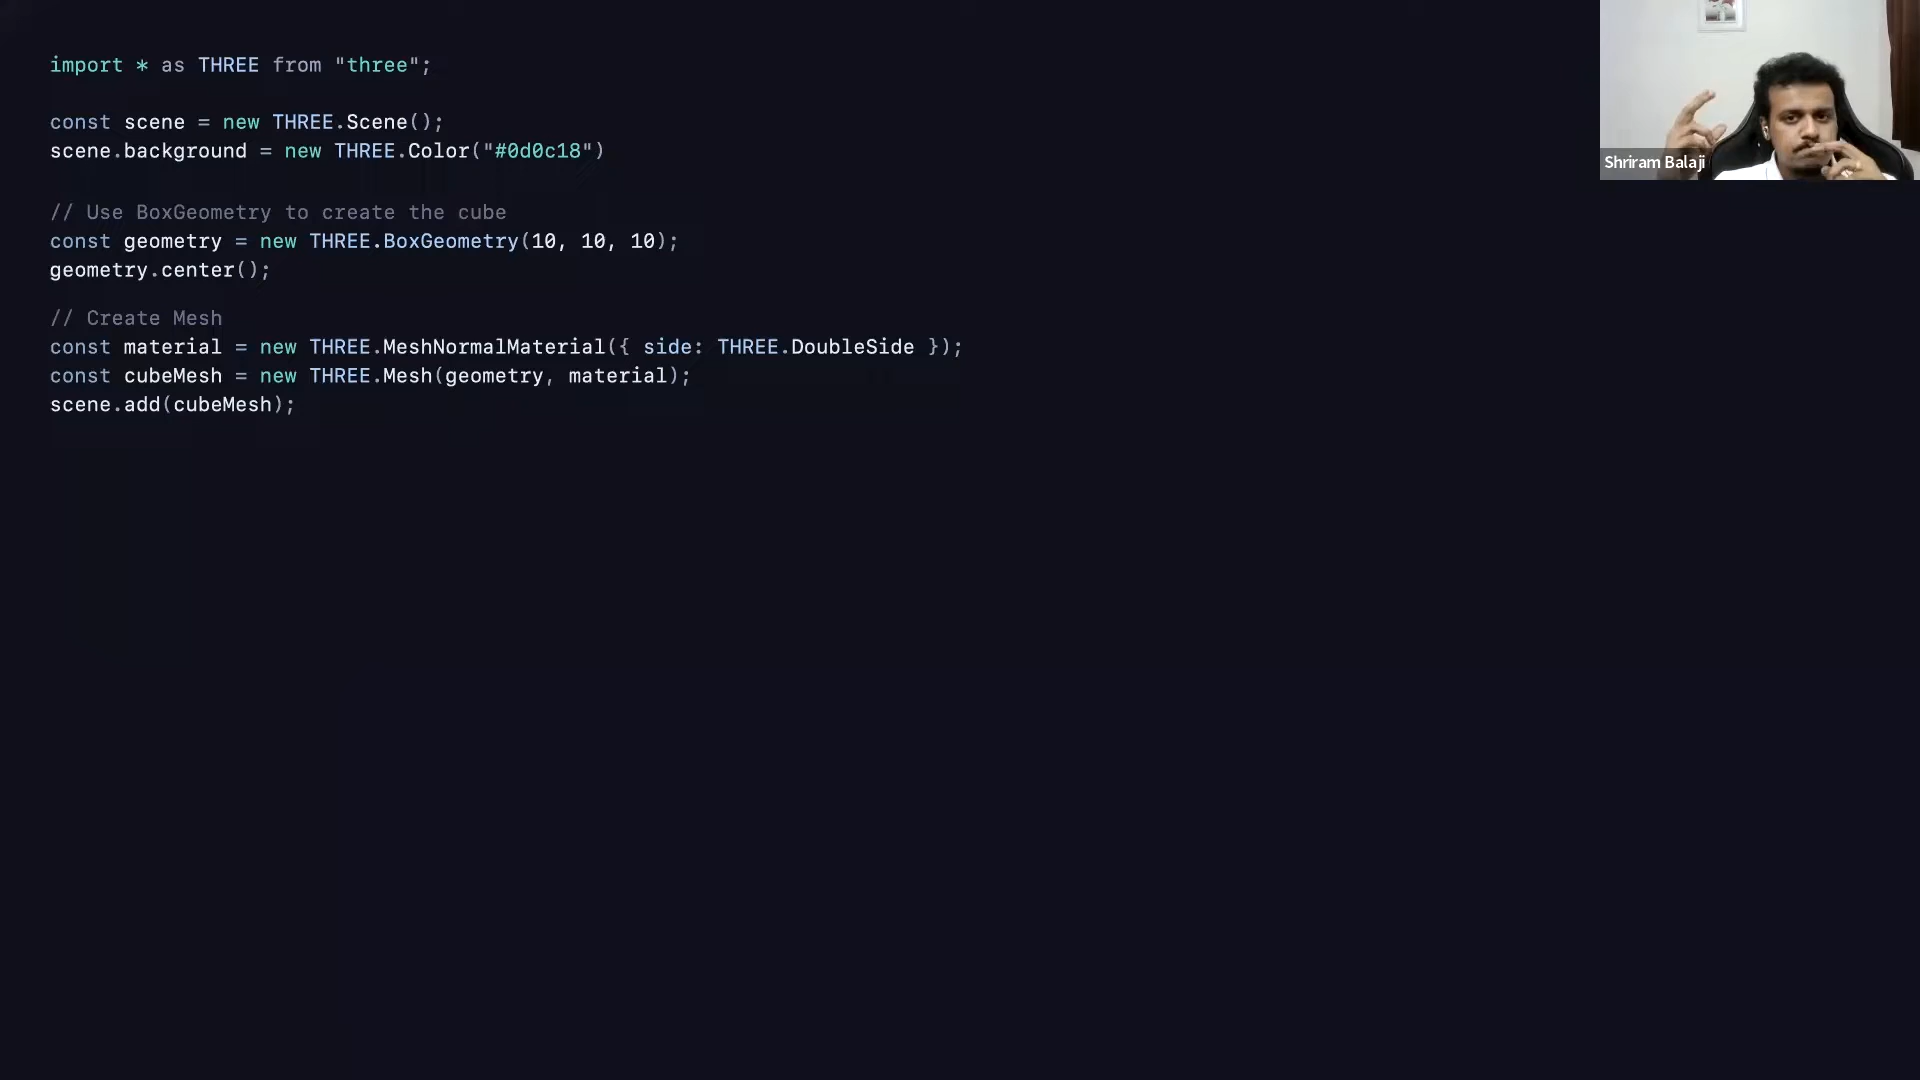 import * as THREE from "three";
const scene = new THREE.Scene();
scene.background = new THREE.Color("#0d0c18")
// Use BoxGeometry to create the cube
const geometry = new THREE.BoxGeometry(10, 10, 10);
geometry.center();
// Create Mesh
const material = new THREE.MeshNormalMaterial({ side: THREE.DoubleSide });
const cubeMesh = new THREE.Mesh(geometry, material);
scene.add(cubeMesh);
Shriram Balaji